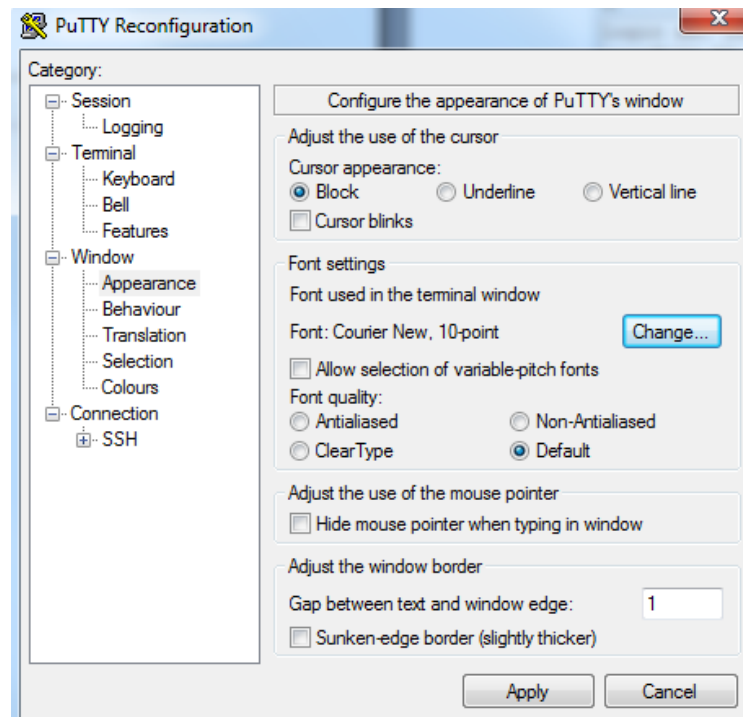 PuTTY Reconfiguration
Category:
Session
Logging
Terminal
Keyboard
Bell
Features
Window
Appearance
Behaviour
Translation
Selection
Colours
Connection
SSH
Configure the appearance of PuTTY's window
Adjust the use of the cursor
Cursor appearance:
Block Underline Vertical line
Cursor blinks
Font settings
Font used in the terminal window
Font: Courier New, 10-point Change...
Allow selection of variable-pitch fonts
Font quality:
Antialiased Non-Antialiased
ClearType Default
Adjust the use of the mouse pointer
Hide mouse pointer when typing in window
Adjust the window border
Gap between text and window edge: 1
Sunken-edge border (slightly thicker)
Apply Cancel